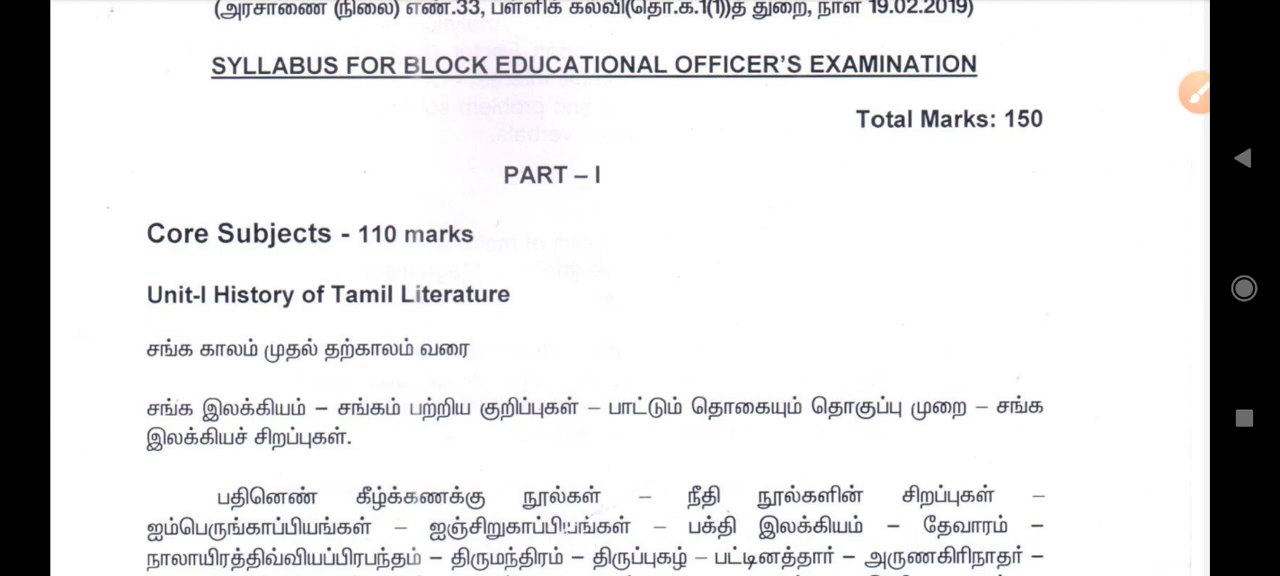 (அரசாணை (நிலை) எண்.33, பள்ளிக் கல்வி(தொ.க.1(1))த் துறை, நாள் 19.02.2019)
SYLLABUS FOR BLOCK EDUCATIONAL OFFICER'S EXAMINATION
Total Marks: 150
PART – I
Core Subjects - 110 marks
Unit-I History of Tamil Literature
சங்க காலம் முதல் தற்காலம் வரை
சங்க இலக்கியம் – சங்கம் பற்றிய குறிப்புகள் – பாட்டும் தொகையும் தொகுப்பு முறை – சங்க
இலக்கியச் சிறப்புகள்.
பதினெண் கீழ்க்கணக்கு நூல்கள் – நீதி நூல்களின் சிறப்புகள் –
ஐம்பெருங்காப்பியங்கள் – ஐஞ்சிறுகாப்பியங்கள் – பக்தி இலக்கியம் – தேவாரம் –
நாலாயிரத்திவ்வியப்பிரபந்தம் – திருமந்திரம் – திருப்புகழ் – பட்டினத்தார் – அருணகிரிநாதர் –